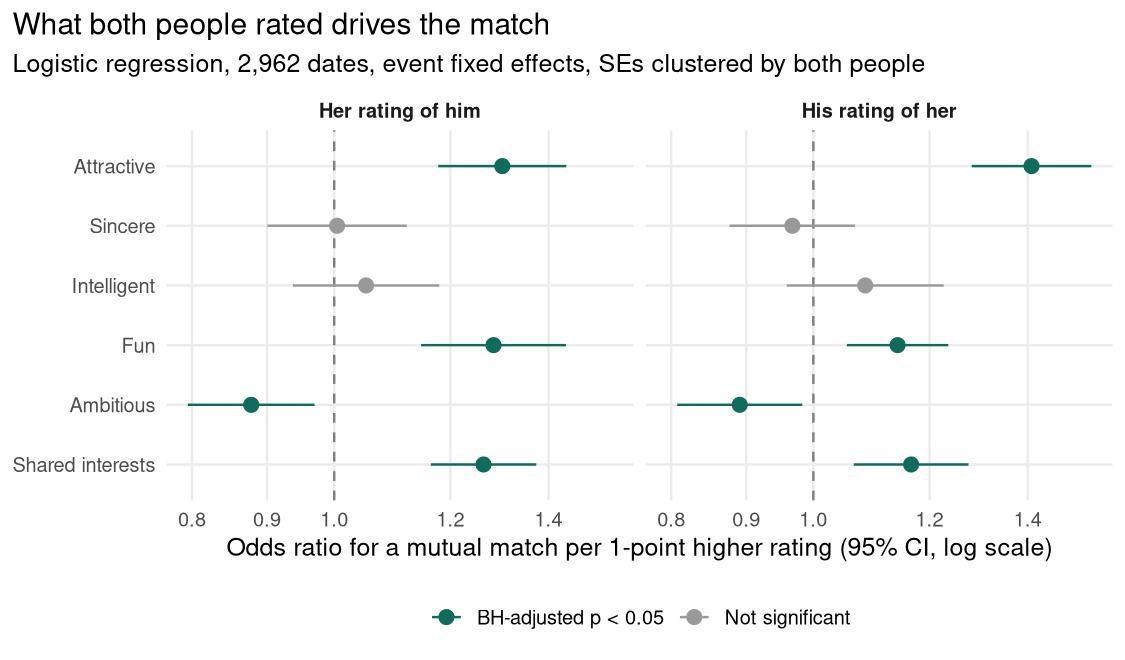 What both people rated drives the match
Logistic regression, 2,962 dates, event fixed effects, SEs clustered by both people
Her rating of him
His rating of her
Attractive
Sincere
Intelligent
Fun
Ambitious
Shared interests
0.8 0.9 1.0 1.2 1.4
0.8 0.9 1.0 1.2 1.4
Odds ratio for a mutual match per 1-point higher rating (95% CI, log scale)
BH-adjusted p < 0.05
Not significant